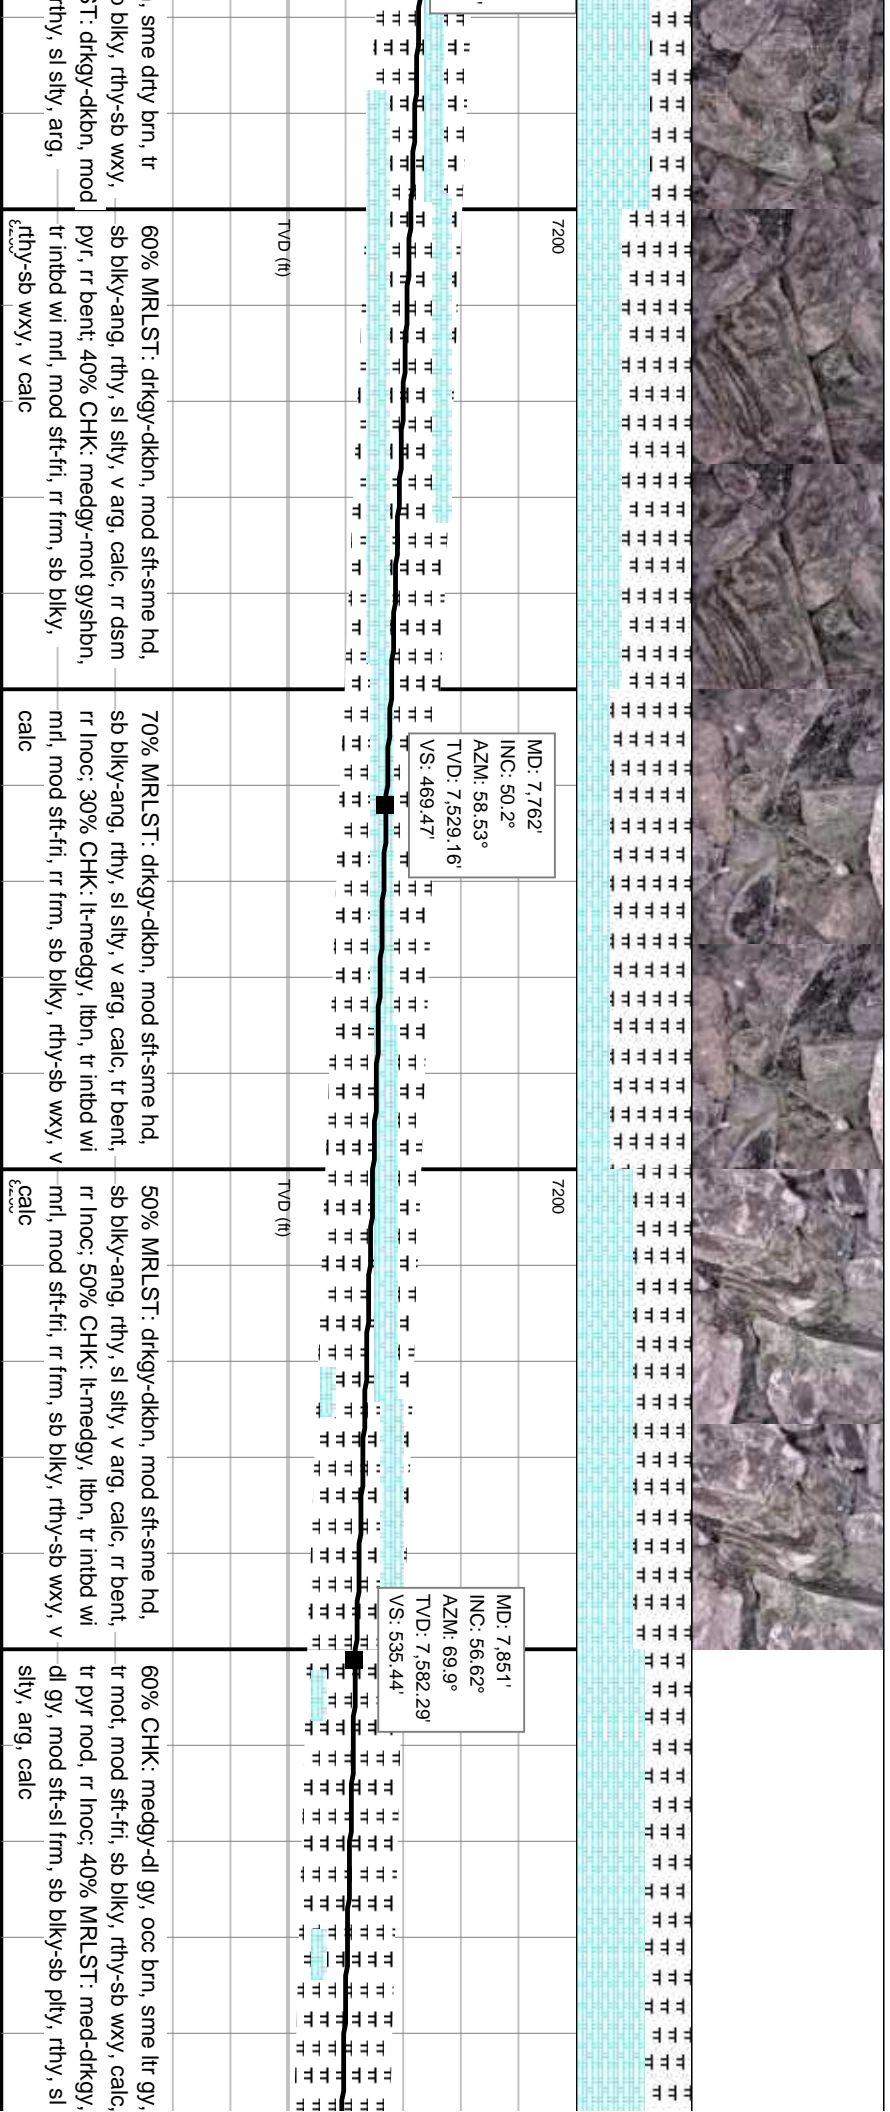 , sme drty brn, tr
blky, rthy-sb wxy,
ST: drkgy-dkbn, mod
rthy, sl slty, arg,
7200
TVD (ft)
60% MRLST: drkgy-dkbn, mod sft-sme hd,
sb blky-ang, rthy, sl slty, v arg, calc, rr dsm
pyr, rr bent; 40% CHK: medgy-mot gyshbn,
tr intbd wi mrl, mod sft-fri, rr frm, sb blky,
rthy-sb wxy, v calc
MD: 7,762'
INC: 50.2°
AZM: 58.53°
TVD: 7,529.16'
VS: 469.47'
70% MRLST: drkgy-dkbn, mod sft-sme hd,
sb blky-ang, rthy, sl slty, v arg, calc, tr bent,
rr Inoc; 30% CHK: lt-medgy, ltbn, tr intbd wi
mrl, mod sft-fri, rr frm, sb blky, rthy-sb wxy, v
calc
7200
TVD (ft)
50% MRLST: drkgy-dkbn, mod sft-sme hd,
sb blky-ang, rthy, sl slty, v arg, calc, rr bent,
rr Inoc; 50% CHK: lt-medgy, ltbn, tr intbd wi
mrl, mod sft-fri, rr frm, sb blky, rthy-sb wxy, v
calc
MD: 7,851'
INC: 56.62°
AZM: 69.9°
TVD: 7,582.29'
VS: 535.44'
60% CHK: medgy-dl gy, occ brn, sme ltr gy,
tr mot, mod sft-fri, sb blky, rthy-sb wxy, calc,
tr pyr nod, rr Inoc; 40% MRLST: med-drkgy,
dl gy, mod sft-sl frm, sb blky-sb plty, rthy, sl
slty, arg, calc